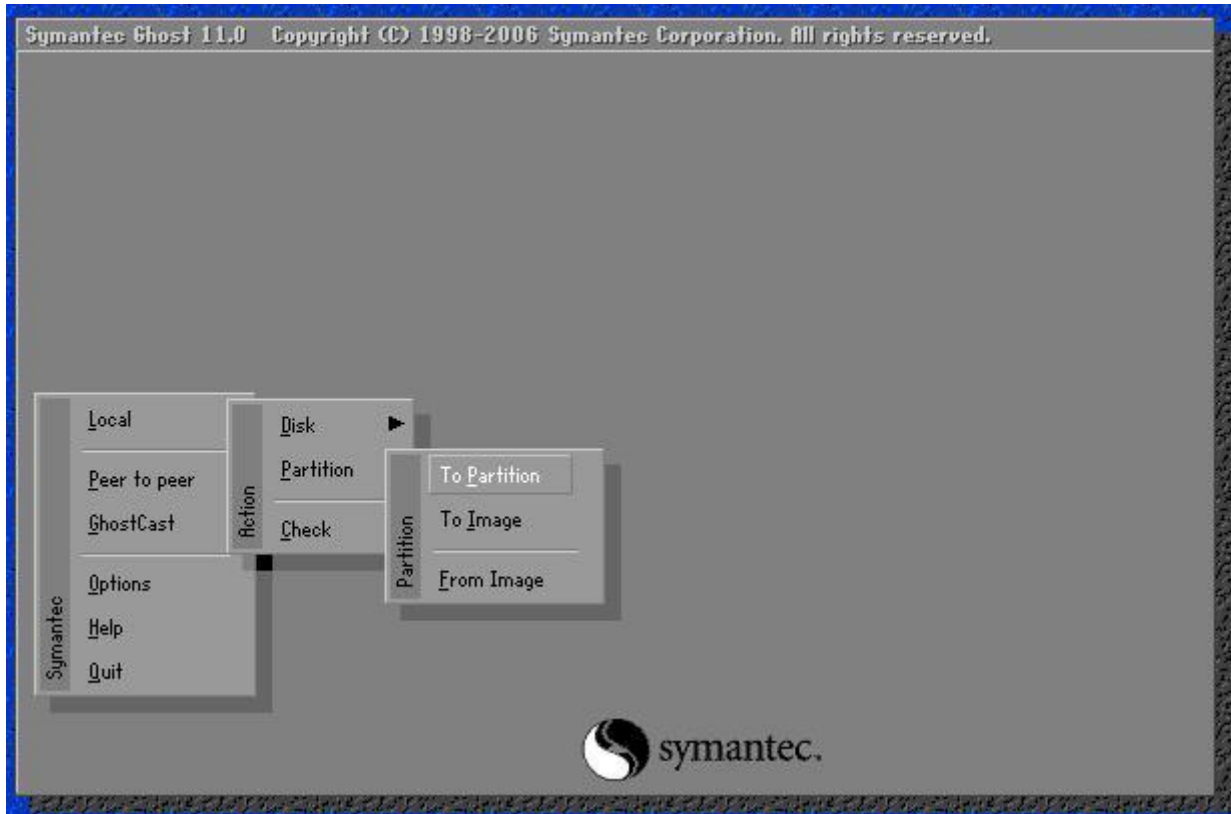 Symantec Ghost 11.0   Copyright (C) 1998-2006 Symantec Corporation. All rights reserved.
Symantec
Local
Peer to peer
GhostCast
Options
Help
Quit
Action
Disk
Partition
Check
Partition
To Partition
To Image
From Image
symantec.